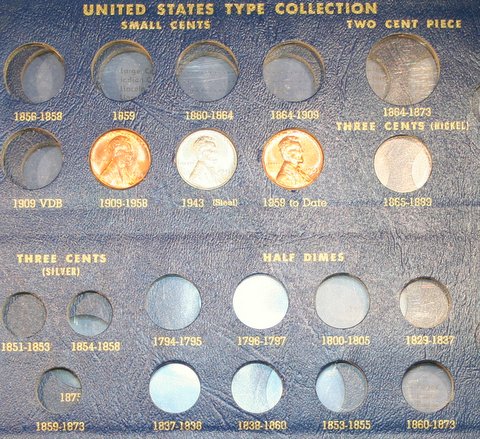 UNITED STATES TYPE COLLECTION
SMALL CENTS TWO CENT PIECE
1856-1858 1859 1860-1864 1864-1909 1864-1873
THREE CENTS (NICKEL)
1909 VDB 1909-1958 1943 (Steel) 1959 to Date 1865-1889
THREE CENTS HALF DIMES
(SILVER)
1851-1853 1854-1858 1794-1795 1796-1797 1800-1805 1829-1837
187
1859-1873 1837-1838 1838-1860 1853-1855 1860-1873